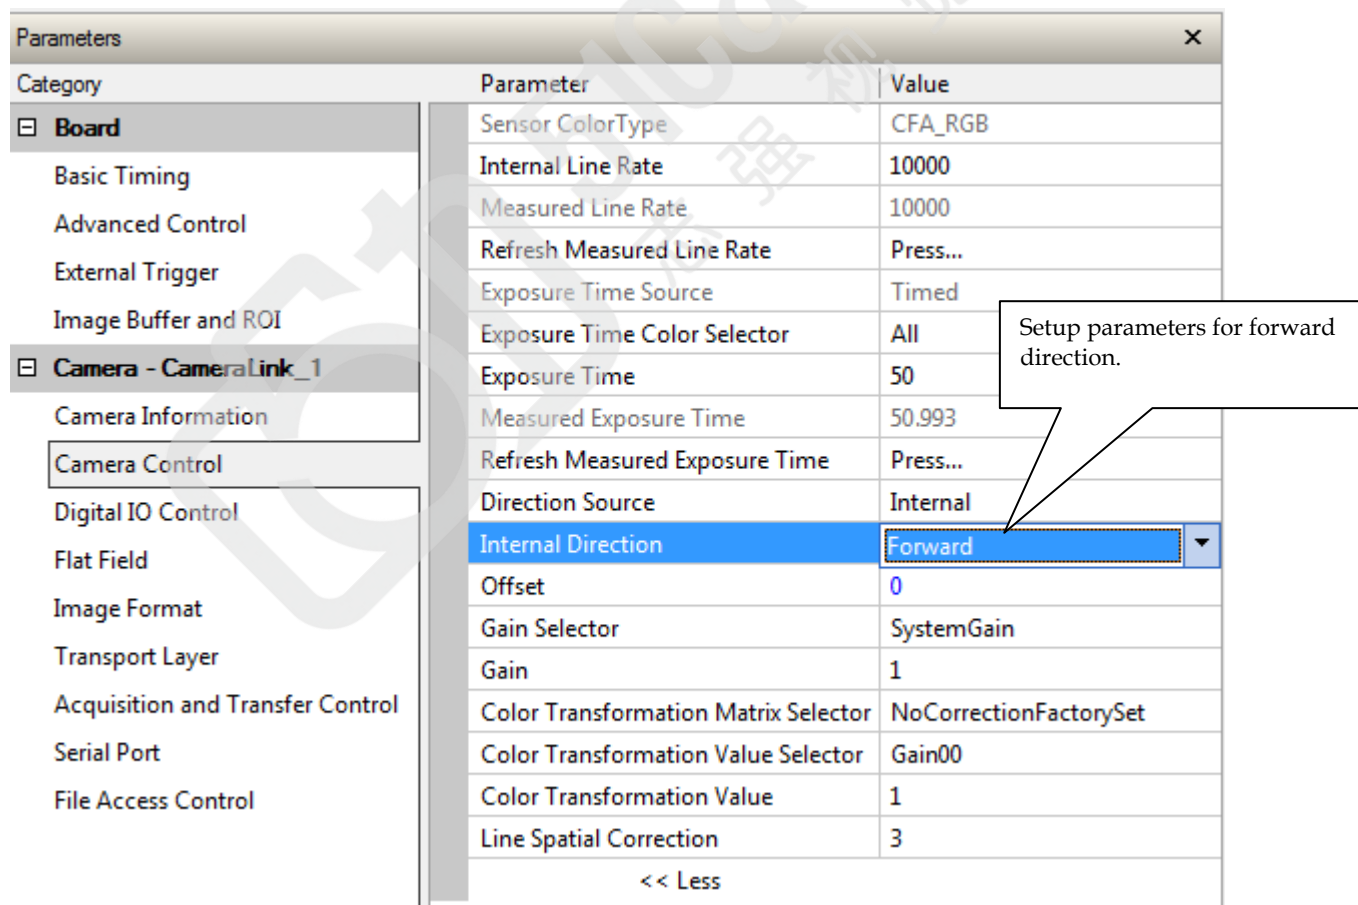 Parameters
Category Parameter Value
Board
Basic Timing
Advanced Control
External Trigger
Image Buffer and ROI
Camera - CameraLink_1
Camera Information
Camera Control
Digital IO Control
Flat Field
Image Format
Transport Layer
Acquisition and Transfer Control
Serial Port
File Access Control
Sensor ColorType CFA_RGB
Internal Line Rate 10000
Measured Line Rate 10000
Refresh Measured Line Rate Press...
Exposure Time Source Timed
Exposure Time Color Selector All
Exposure Time 50
Measured Exposure Time 50.993
Refresh Measured Exposure Time Press...
Direction Source Internal
Internal Direction Forward
Offset 0
Gain Selector SystemGain
Gain 1
Color Transformation Matrix Selector NoCorrectionFactorySet
Color Transformation Value Selector Gain00
Color Transformation Value 1
Line Spatial Correction 3
<< Less
Setup parameters for forward
direction.
志强视